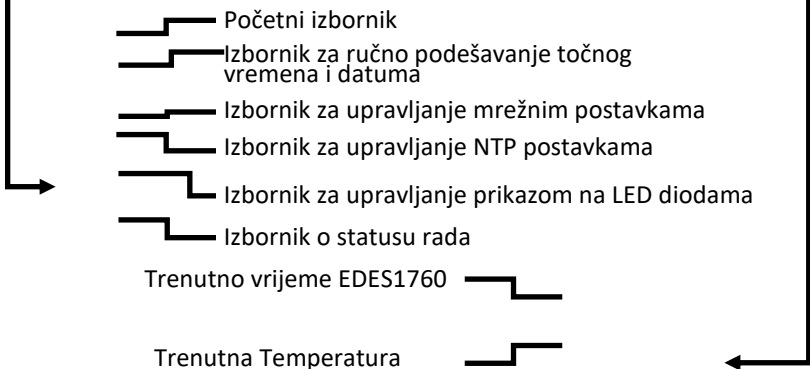 Početni izbornik
Izbornik za ručno podešavanje točnog
vremena i datuma
Izbornik za upravljanje mrežnim postavkama
Izbornik za upravljanje NTP postavkama
Izbornik za upravljanje prikazom na LED diodama
Izbornik o statusu rada
Trenutno vrijeme EDES1760
Trenutna Temperatura